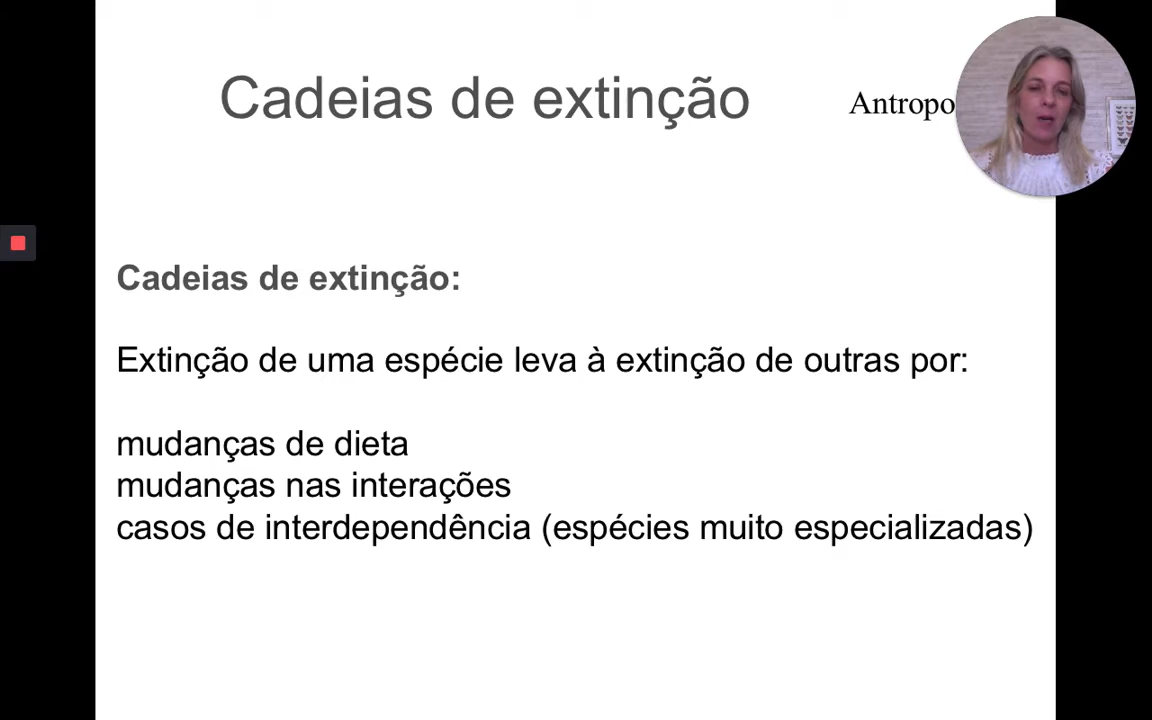 Cadeias de extinção
Antropo
Cadeias de extinção:
Extinção de uma espécie leva à extinção de outras por:
mudanças de dieta
mudanças nas interações
casos de interdependência (espécies muito especializadas)